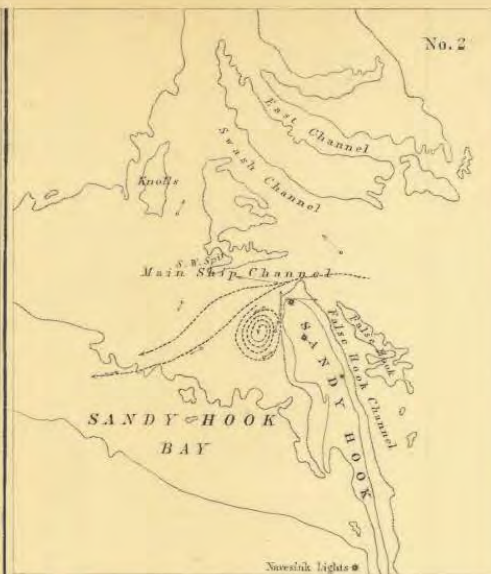 No. 2
East Channel
Swash Channel
Knolls
S. W. Spit
Main Ship Channel
False Hook
False Hook Channel
SANDY HOOK
SANDY HOOK
BAY
Navesink Lights